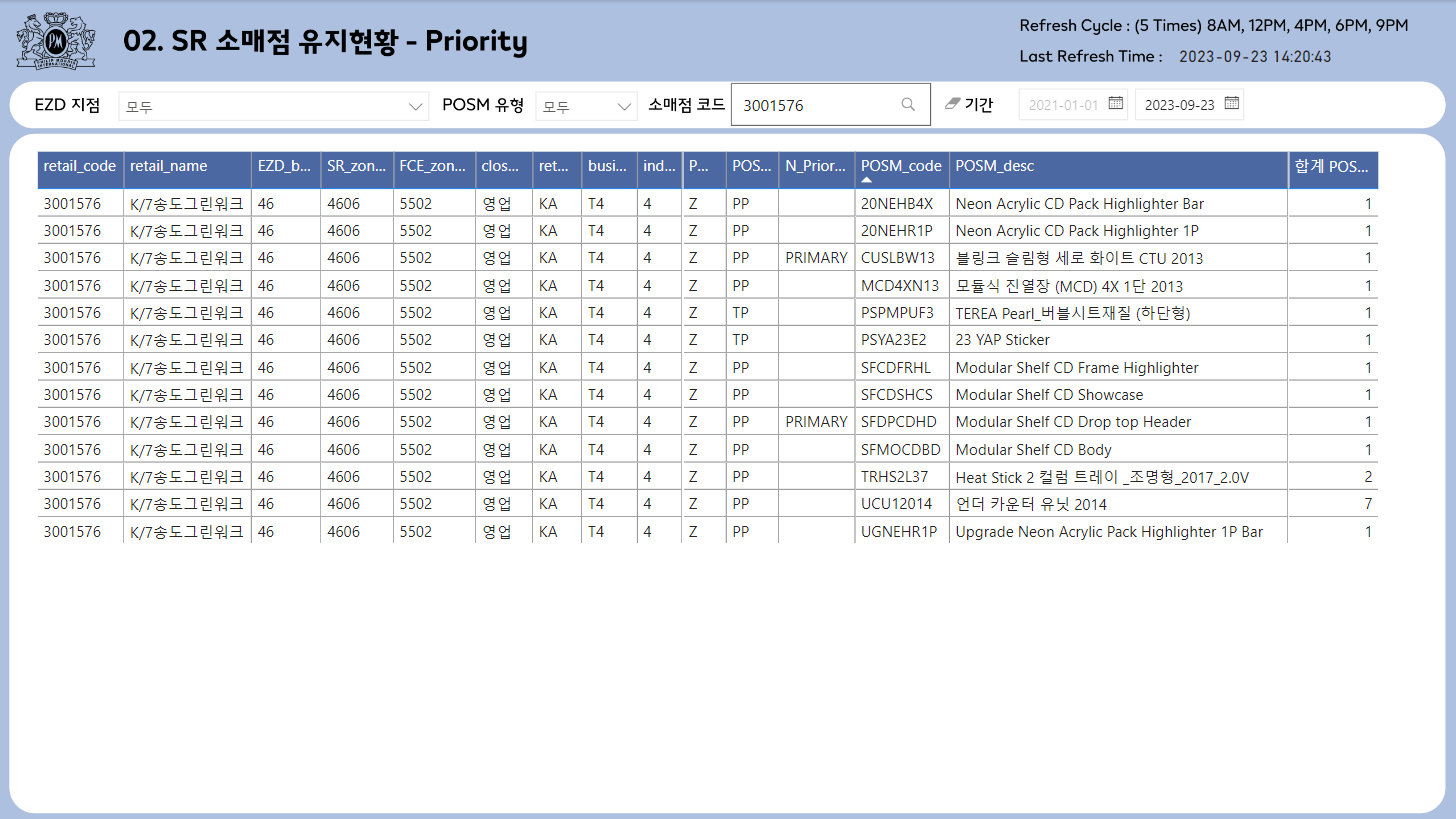 02. SR 소매점 유지현황 - Priority
Refresh Cycle : (5 Times) 8AM, 12PM, 4PM, 6PM, 9PM
Last Refresh Time : 2023-09-23 14:20:43
EZD 지점 모두 POSM 유형 모두 소매점 코드 3001576 기간 2021-01-01 2023-09-23
retail_code retail_name EZD_b... SR_zon... FCE_zon... clos... ret... busi... ind... P... POS... N_Prior... POSM_code POSM_desc 합계 POS...
3001576 K/7송도그린워크 46 4606 5502 영업 KA T4 4 Z PP 20NEHB4X Neon Acrylic CD Pack Highlighter Bar 1
3001576 K/7송도그린워크 46 4606 5502 영업 KA T4 4 Z PP 20NEHR1P Neon Acrylic CD Pack Highlighter 1P 1
3001576 K/7송도그린워크 46 4606 5502 영업 KA T4 4 Z PP PRIMARY CUSLBW13 블링크 슬림형 세로 화이트 CTU 2013 1
3001576 K/7송도그린워크 46 4606 5502 영업 KA T4 4 Z PP MCD4XN13 모듈식 진열장 (MCD) 4X 1단 2013 1
3001576 K/7송도그린워크 46 4606 5502 영업 KA T4 4 Z TP PSPMPUF3 TEREA Pearl_버블시트재질 (하단형) 1
3001576 K/7송도그린워크 46 4606 5502 영업 KA T4 4 Z TP PSYA23E2 23 YAP Sticker 1
3001576 K/7송도그린워크 46 4606 5502 영업 KA T4 4 Z PP SFCDFRHL Modular Shelf CD Frame Highlighter 1
3001576 K/7송도그린워크 46 4606 5502 영업 KA T4 4 Z PP SFCDSHCS Modular Shelf CD Showcase 1
3001576 K/7송도그린워크 46 4606 5502 영업 KA T4 4 Z PP PRIMARY SFDPCDHD Modular Shelf CD Drop top Header 1
3001576 K/7송도그린워크 46 4606 5502 영업 KA T4 4 Z PP SFMOCDBD Modular Shelf CD Body 1
3001576 K/7송도그린워크 46 4606 5502 영업 KA T4 4 Z PP TRHS2L37 Heat Stick 2 컬럼 트레이 _조명형_2017_2.0V 2
3001576 K/7송도그린워크 46 4606 5502 영업 KA T4 4 Z PP UCU12014 언더 카운터 유닛 2014 7
3001576 K/7송도그린워크 46 4606 5502 영업 KA T4 4 Z PP UGNEHR1P Upgrade Neon Acrylic Pack Highlighter 1P Bar 1